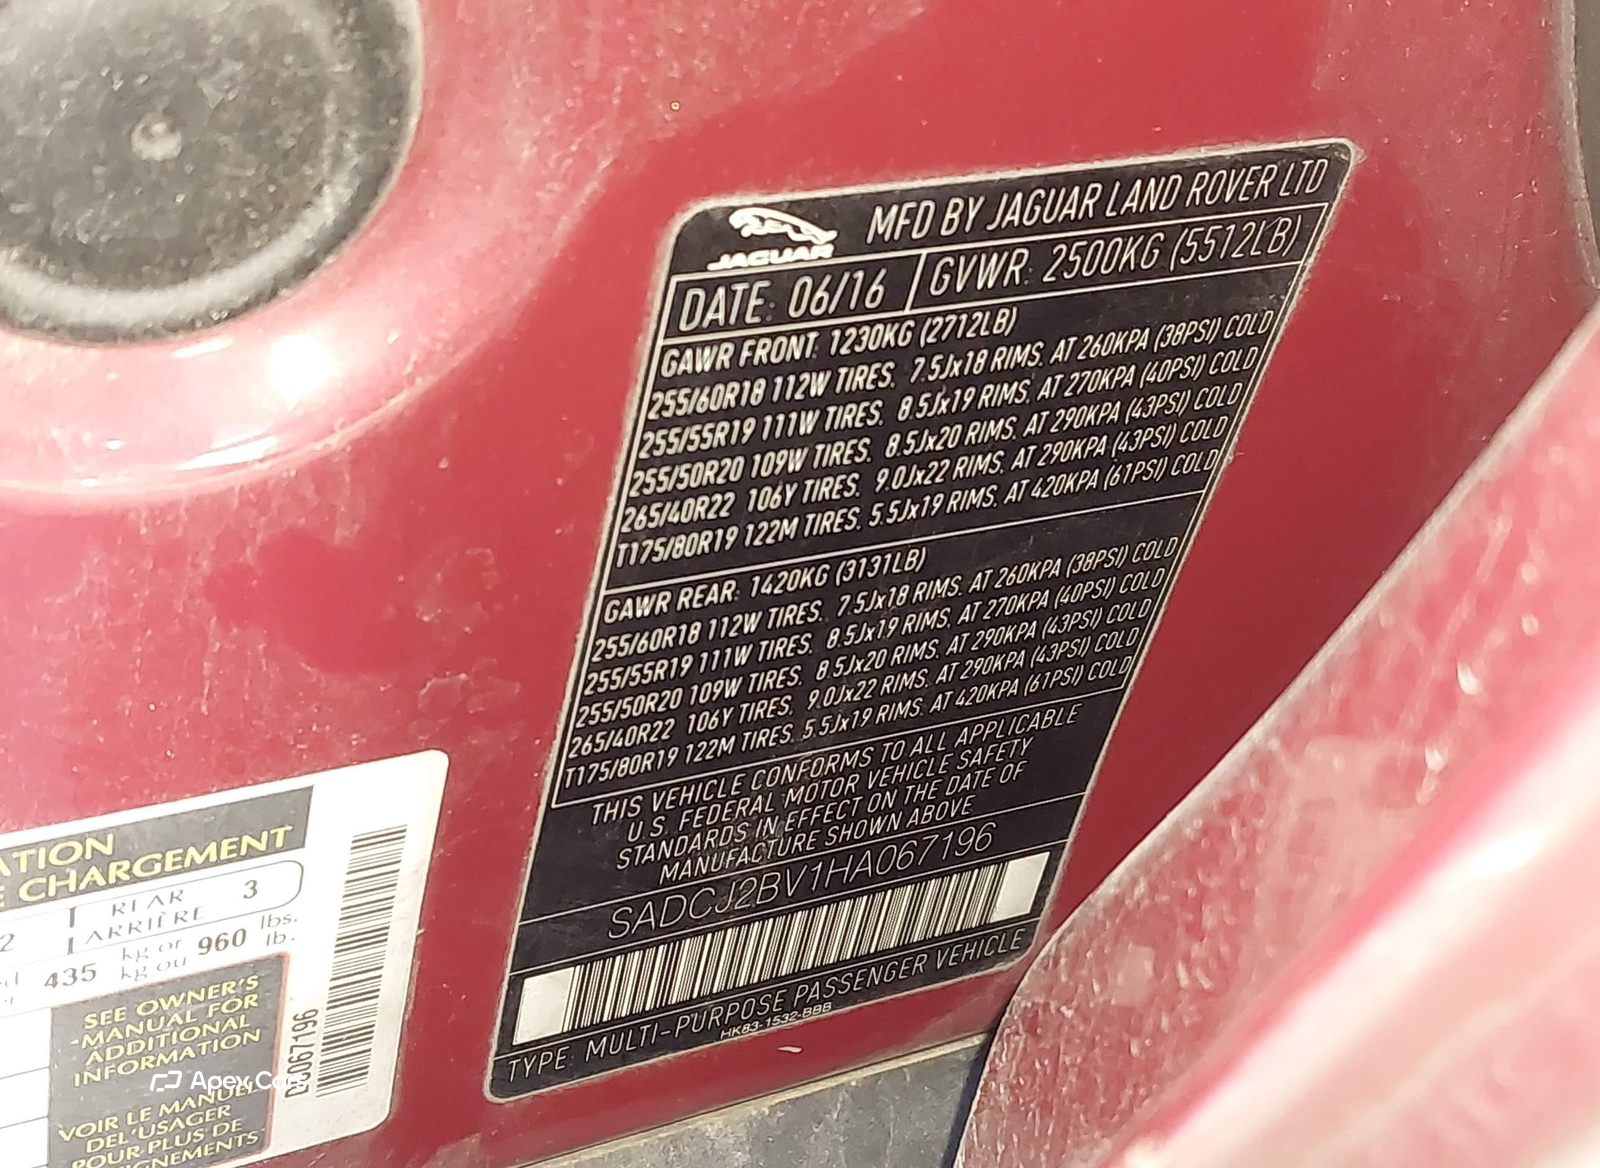 JAGUAR
MFD BY JAGUAR LAND ROVER LTD
DATE: 06/16
GVWR: 2500KG (5512LB)
GAWR FRONT: 1230KG (2712LB)
255/60R18 112W TIRES. 7.5Jx18 RIMS. AT 260KPA (38PSI) COLD
255/55R19 111W TIRES. 8.5Jx19 RIMS. AT 270KPA (40PSI) COLD
255/50R20 109W TIRES. 8.5Jx20 RIMS. AT 290KPA (43PSI) COLD
265/40R22 106Y TIRES. 9.0Jx22 RIMS. AT 290KPA (43PSI) COLD
T175/80R19 122M TIRES. 5.5Jx19 RIMS. AT 420KPA (61PSI) COLD
GAWR REAR: 1420KG (3131LB)
255/60R18 112W TIRES. 7.5Jx18 RIMS. AT 260KPA (38PSI) COLD
255/55R19 111W TIRES. 8.5Jx19 RIMS. AT 270KPA (40PSI) COLD
255/50R20 109W TIRES. 8.5Jx20 RIMS. AT 290KPA (43PSI) COLD
265/40R22 106Y TIRES. 9.0Jx22 RIMS. AT 290KPA (43PSI) COLD
T175/80R19 122M TIRES. 5.5Jx19 RIMS. AT 420KPA (61PSI) COLD
THIS VEHICLE CONFORMS TO ALL APPLICABLE
U.S. FEDERAL MOTOR VEHICLE SAFETY
STANDARDS IN EFFECT ON THE DATE OF
MANUFACTURE SHOWN ABOVE
SADCJ2BV1HA067196
TYPE: MULTI-PURPOSE PASSENGER VEHICLE
HK83-1532-BBB
ATION
E CHARGEMENT
2
REAR 3
ARRIÈRE
435 kg or 960 lbs.
kg ou lb.
SEE OWNER'S
MANUAL FOR
ADDITIONAL
INFORMATION
VOIR LE MANUEL
DEL'USAGER
POUR PLUS DE
GNEMENTS
067196
Apex Cars